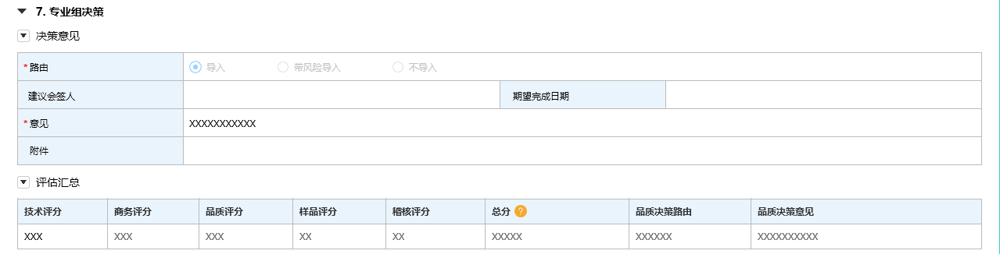 7. 专业组决策
决策意见
*路由 导入 带风险导入 不导入
建议会签人 期望完成日期
*意见 XXXXXXXXXXX
附件
评估汇总
技术评分 商务评分 品质评分 样品评分 稽核评分 总分 ? 品质决策路由 品质决策意见
XXX XXX XXX XX XX XXXXX XXXXXX XXXXXXXXXX